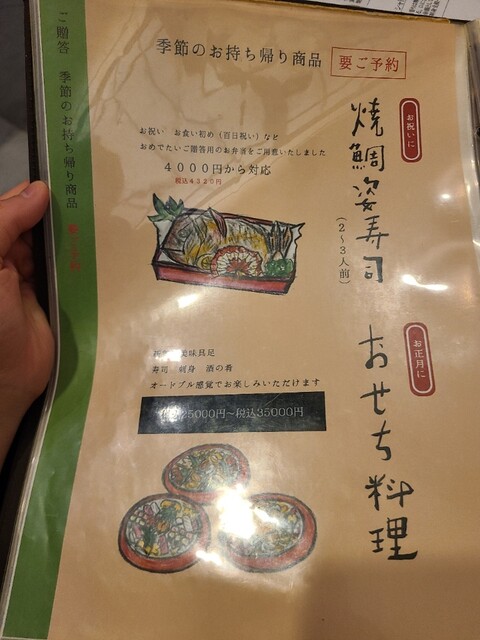 ご贈答 季節のお持ち帰り商品
季節のお持ち帰り商品
要ご予約
お祝いに
焼鯛姿寿司
(2～3人前)
お祝い お食い初め(百日祝い)など
おめでたいご贈答用のお弁当をご用意いたしました
4000円から対応
税込4320円
お正月に
おせち料理
美味具足
寿司 刺身 酒の肴
オードブル感覚でお楽しみいただけます
25000円～税込35000円